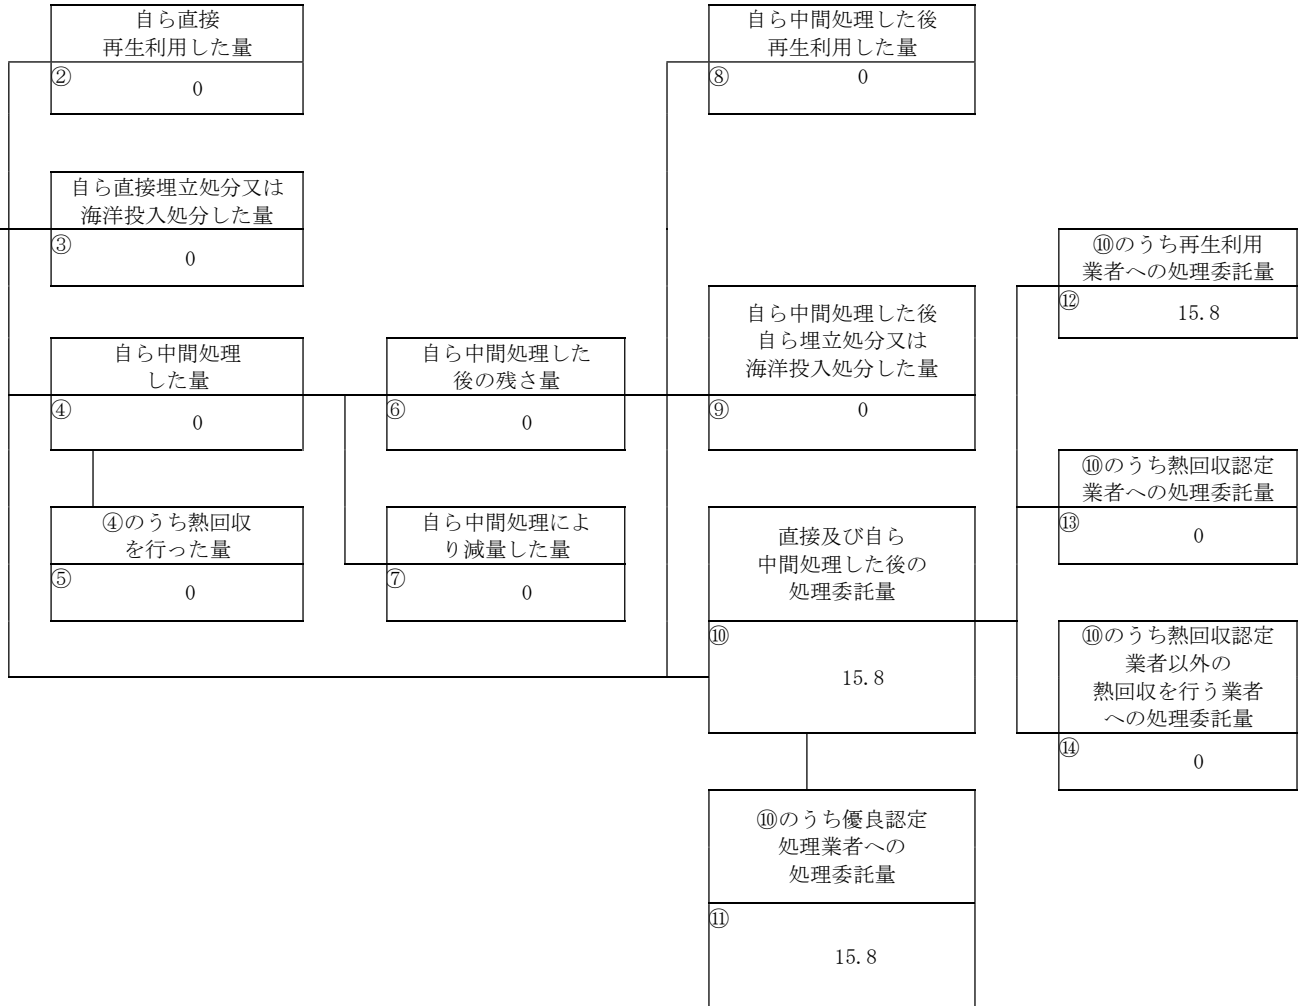 自ら直接
再生利用した量
②
0
自ら中間処理した後
再生利用した量
⑧
0
自ら直接埋立処分又は
海洋投入処分した量
③
0
⑩のうち再生利用
業者への処理委託量
⑫
15.8
自ら中間処理
した量
④
0
自ら中間処理した
後の残さ量
⑥
0
自ら中間処理した後
自ら埋立処分又は
海洋投入処分した量
⑨
0
⑩のうち熱回収認定
業者への処理委託量
⑬
0
④のうち熱回収
を行った量
⑤
0
自ら中間処理によ
り減量した量
⑦
0
直接及び自ら
中間処理した後の
処理委託量
⑩
15.8
⑩のうち熱回収認定
業者以外の
熱回収を行う業者
への処理委託量
⑭
0
⑩のうち優良認定
処理業者への
処理委託量
⑪
15.8